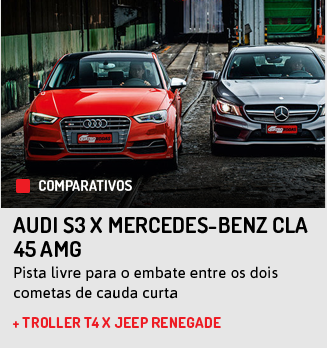 COMPARATIVOS
AUDI S3 X MERCEDES-BENZ CLA
45 AMG
Pista livre para o embate entre os dois
cometas de cauda curta
+ TROLLER T4 X JEEP RENEGADE